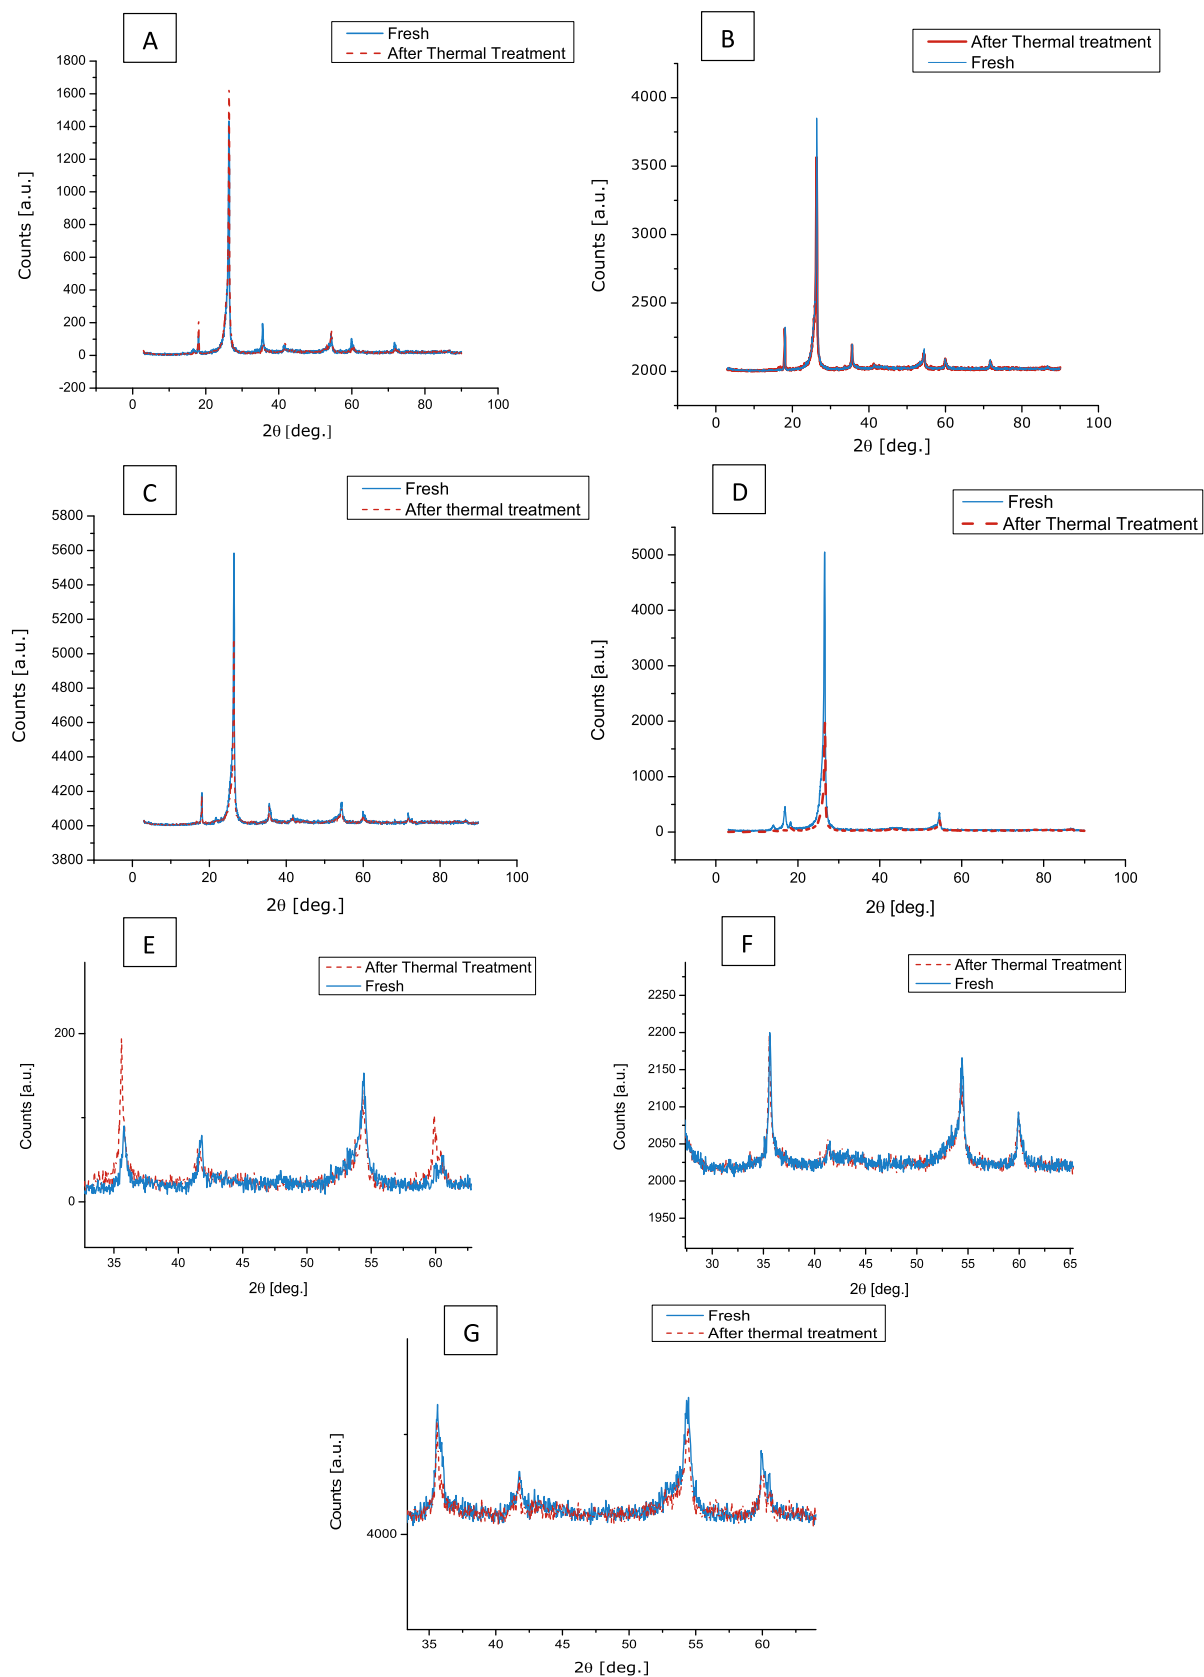 A
Fresh
After Thermal Treatment
1800
1600
1400
1200
1000
800
600
400
200
0
-200
Counts [a.u.]
0 20 40 60 80 100
2θ [deg.]
B
After Thermal treatment
Fresh
4000
3500
3000
2500
2000
Counts [a.u.]
0 20 40 60 80 100
2θ [deg.]
C
Fresh
After thermal treatment
5800
5600
5400
5200
5000
4800
4600
4400
4200
4000
3800
Counts [a.u.]
0 20 40 60 80 100
2θ [deg.]
D
Fresh
After Thermal Treatment
5000
4000
3000
2000
1000
0
Counts [a.u.]
0 20 40 60 80 100
2θ [deg.]
E
After Thermal Treatment
Fresh
200
0
Counts [a.u.]
35 40 45 50 55 60
2θ [deg.]
F
After Thermal Treatment
Fresh
2250
2200
2150
2100
2050
2000
1950
Counts [a.u.]
30 35 40 45 50 55 60 65
2θ [deg.]
G
Fresh
After thermal treatment
4000
Counts [a.u.]
35 40 45 50 55 60
2θ [deg.]